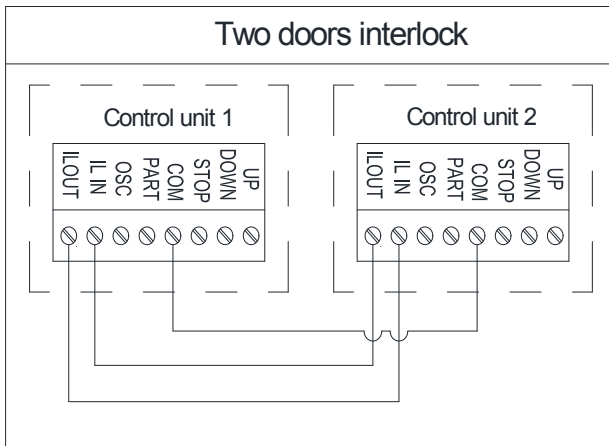 Two doors interlock
Control unit 1
ILOUT
IL IN
OSC
PART
COM
STOP
DOWN
UP
Control unit 2
ILOUT
IL IN
OSC
PART
COM
STOP
DOWN
UP